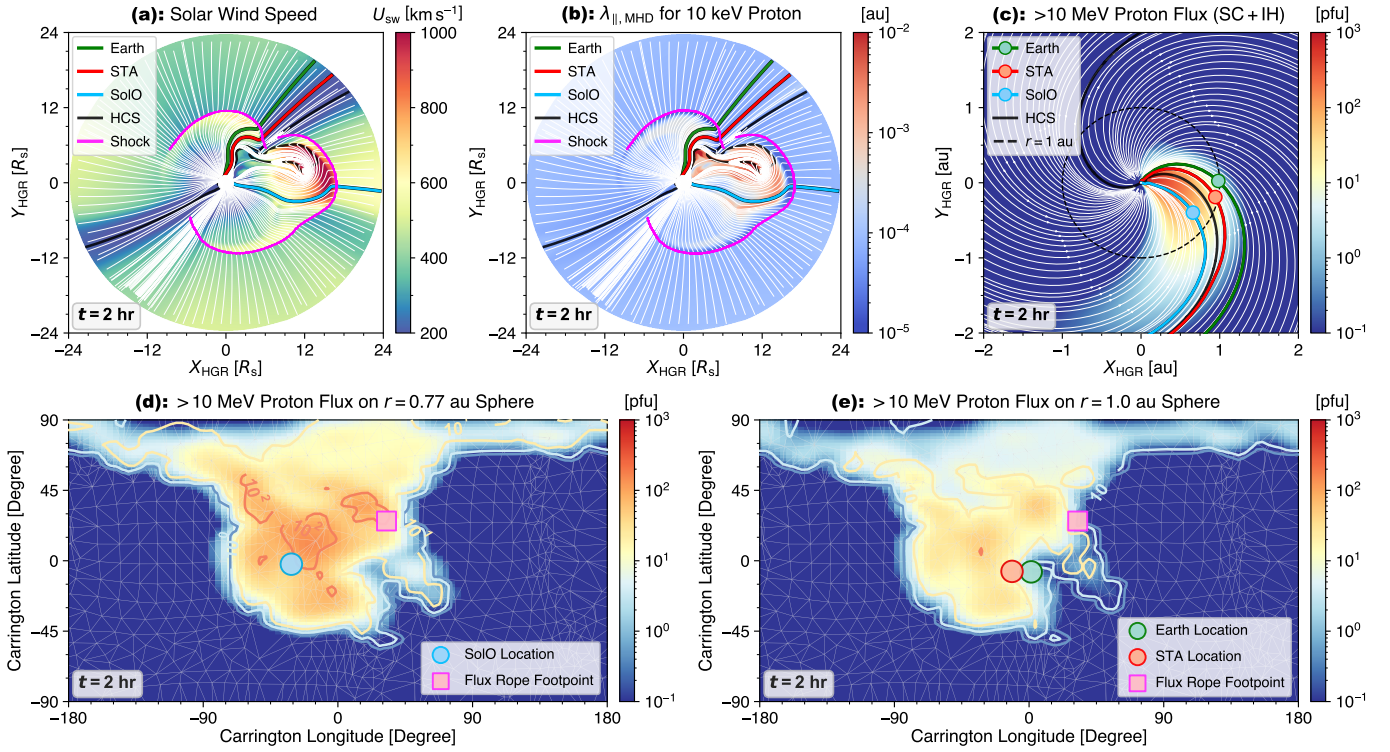 (a): Solar Wind Speed
U_sw [km s⁻¹]
Earth
STA
SolO
HCS
Shock
t = 2 hr
24
12
0
−12
−24
Y_HGR [R_s]
−24 −12 0 12 24
X_HGR [R_s]
1000
800
600
400
200
(b): λ_∥, MHD for 10 keV Proton
[au]
Earth
STA
SolO
HCS
Shock
t = 2 hr
24
12
0
−12
−24
Y_HGR [R_s]
−24 −12 0 12 24
X_HGR [R_s]
10⁻²
10⁻³
10⁻⁴
10⁻⁵
(c): >10 MeV Proton Flux (SC + IH)
[pfu]
Earth
STA
SolO
HCS
r = 1 au
t = 2 hr
2
1
0
−1
−2
Y_HGR [au]
−2 −1 0 1 2
X_HGR [au]
10³
10²
10¹
10⁰
10⁻¹
(d): >10 MeV Proton Flux on r = 0.77 au Sphere
[pfu]
90
45
0
−45
−90
Carrington Latitude [Degree]
10²
10²
10¹
SolO Location
Flux Rope Footpoint
t = 2 hr
−180 −90 0 90 180
Carrington Longitude [Degree]
10³
10²
10¹
10⁰
10⁻¹
(e): >10 MeV Proton Flux on r = 1.0 au Sphere
[pfu]
90
45
0
−45
−90
Carrington Latitude [Degree]
Earth Location
STA Location
Flux Rope Footpoint
t = 2 hr
−180 −90 0 90 180
Carrington Longitude [Degree]
10³
10²
10¹
10⁰
10⁻¹